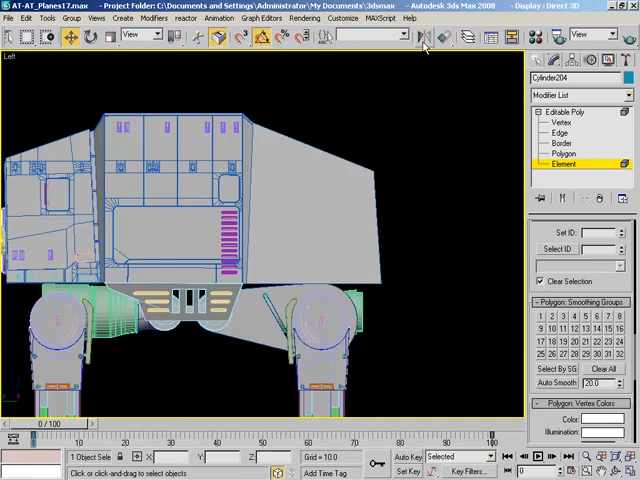 AT-AT_Planes17.max - Project Folder: C:\Documents and Settings\Administrator\My Documents\3dsmax - Autodesk 3ds Max 2008 - Display : Direct 3D
File Edit Tools Group Views Create Modifiers reactor Animation Graph Editors Rendering Customize MAXScript Help
View
View
Left
Cylinder204
Modifier List
Editable Poly
Vertex
Edge
Border
Polygon
Element
Set ID:
Select ID
Clear Selection
Polygon: Smoothing Groups
1 2 3 4 5 6 7 8
9 10 11 12 13 14 15 16
17 18 19 20 21 22 23 24
25 26 27 28 29 30 31 32
Select By SG Clear All
Auto Smooth 20.0
Polygon: Vertex Colors
Color:
Illumination:
0 / 100
0 10 20 30 40 50 60 70 80 90 100
1 Object Sele X: Y: Z: Grid = 10.0 Auto Key Selected
Click or click-and-drag to select objects Add Time Tag Set Key Key Filters... 0